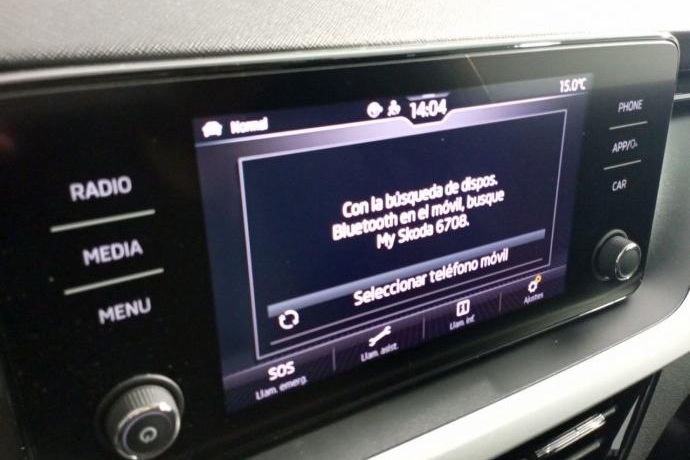 Normal
14:04
15.0°C
RADIO
MEDIA
MENU
Con la búsqueda de dispos.
Bluetooth en el móvil, busque
My Skoda 6708.
Seleccionar teléfono móvil
SOS
Llam. emerg.
Llam. asist.
Llam. inf.
Ajustes
PHONE
APP/
CAR